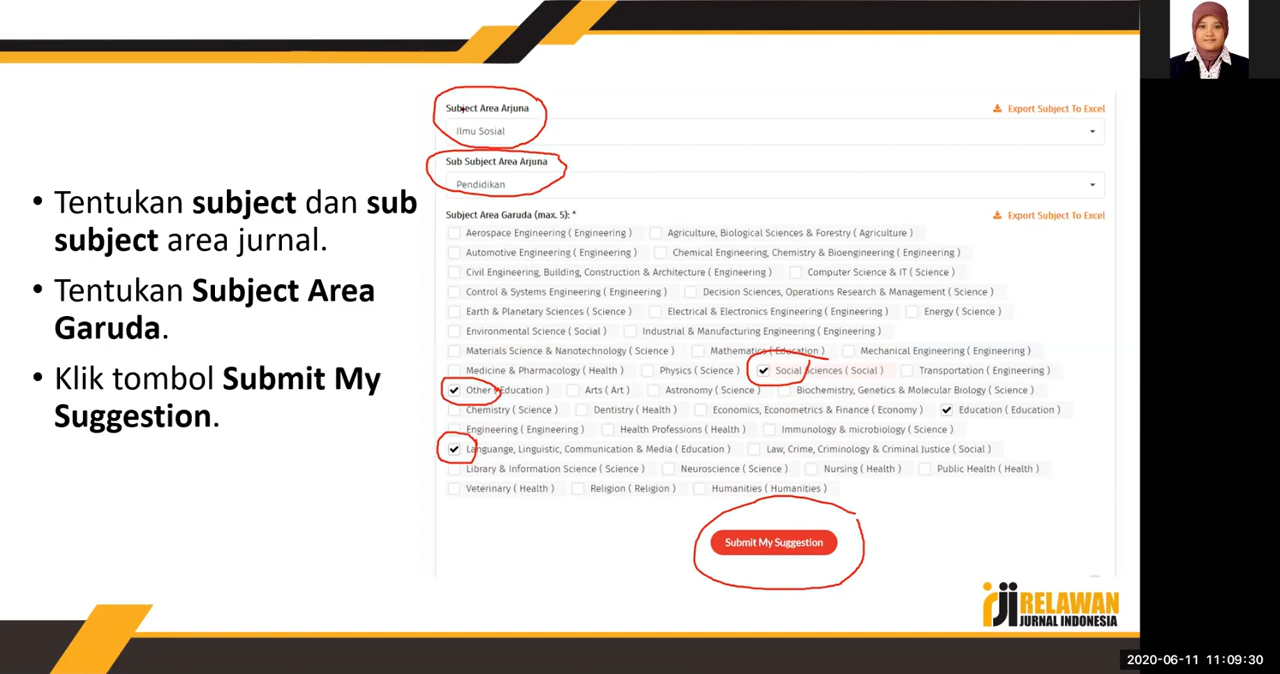 • Tentukan subject dan sub
subject area jurnal.
• Tentukan Subject Area
Garuda.
• Klik tombol Submit My
Suggestion.
Subject Area Arjuna
Export Subject To Excel
Ilmu Sosial
Sub Subject Area Arjuna
Pendidikan
Subject Area Garuda (max. 5): *
Export Subject To Excel
Aerospace Engineering ( Engineering ) Agriculture, Biological Sciences & Forestry ( Agriculture )
Automotive Engineering ( Engineering ) Chemical Engineering, Chemistry & Bioengineering ( Engineering )
Civil Engineering, Building, Construction & Architecture ( Engineering ) Computer Science & IT ( Science )
Control & Systems Engineering ( Engineering ) Decision Sciences, Operations Research & Management ( Science )
Earth & Planetary Sciences ( Science ) Electrical & Electronics Engineering ( Engineering ) Energy ( Science )
Environmental Science ( Social ) Industrial & Manufacturing Engineering ( Engineering )
Materials Science & Nanotechnology ( Science ) Mathematics ( Education ) Mechanical Engineering ( Engineering )
Medicine & Pharmacology ( Health ) Physics ( Science ) Social Sciences ( Social ) Transportation ( Engineering )
Other ( Education ) Arts ( Art ) Astronomy ( Science ) Biochemistry, Genetics & Molecular Biology ( Science )
Chemistry ( Science ) Dentistry ( Health ) Economics, Econometrics & Finance ( Economy ) Education ( Education )
Engineering ( Engineering ) Health Professions ( Health ) Immunology & microbiology ( Science )
Languange, Linguistic, Communication & Media ( Education ) Law, Crime, Criminology & Criminal Justice ( Social )
Library & Information Science ( Science ) Neuroscience ( Science ) Nursing ( Health ) Public Health ( Health )
Veterinary ( Health ) Religion ( Religion ) Humanities ( Humanities )
Submit My Suggestion
RELAWAN
JURNAL INDONESIA
2020-06-11 11:09:30